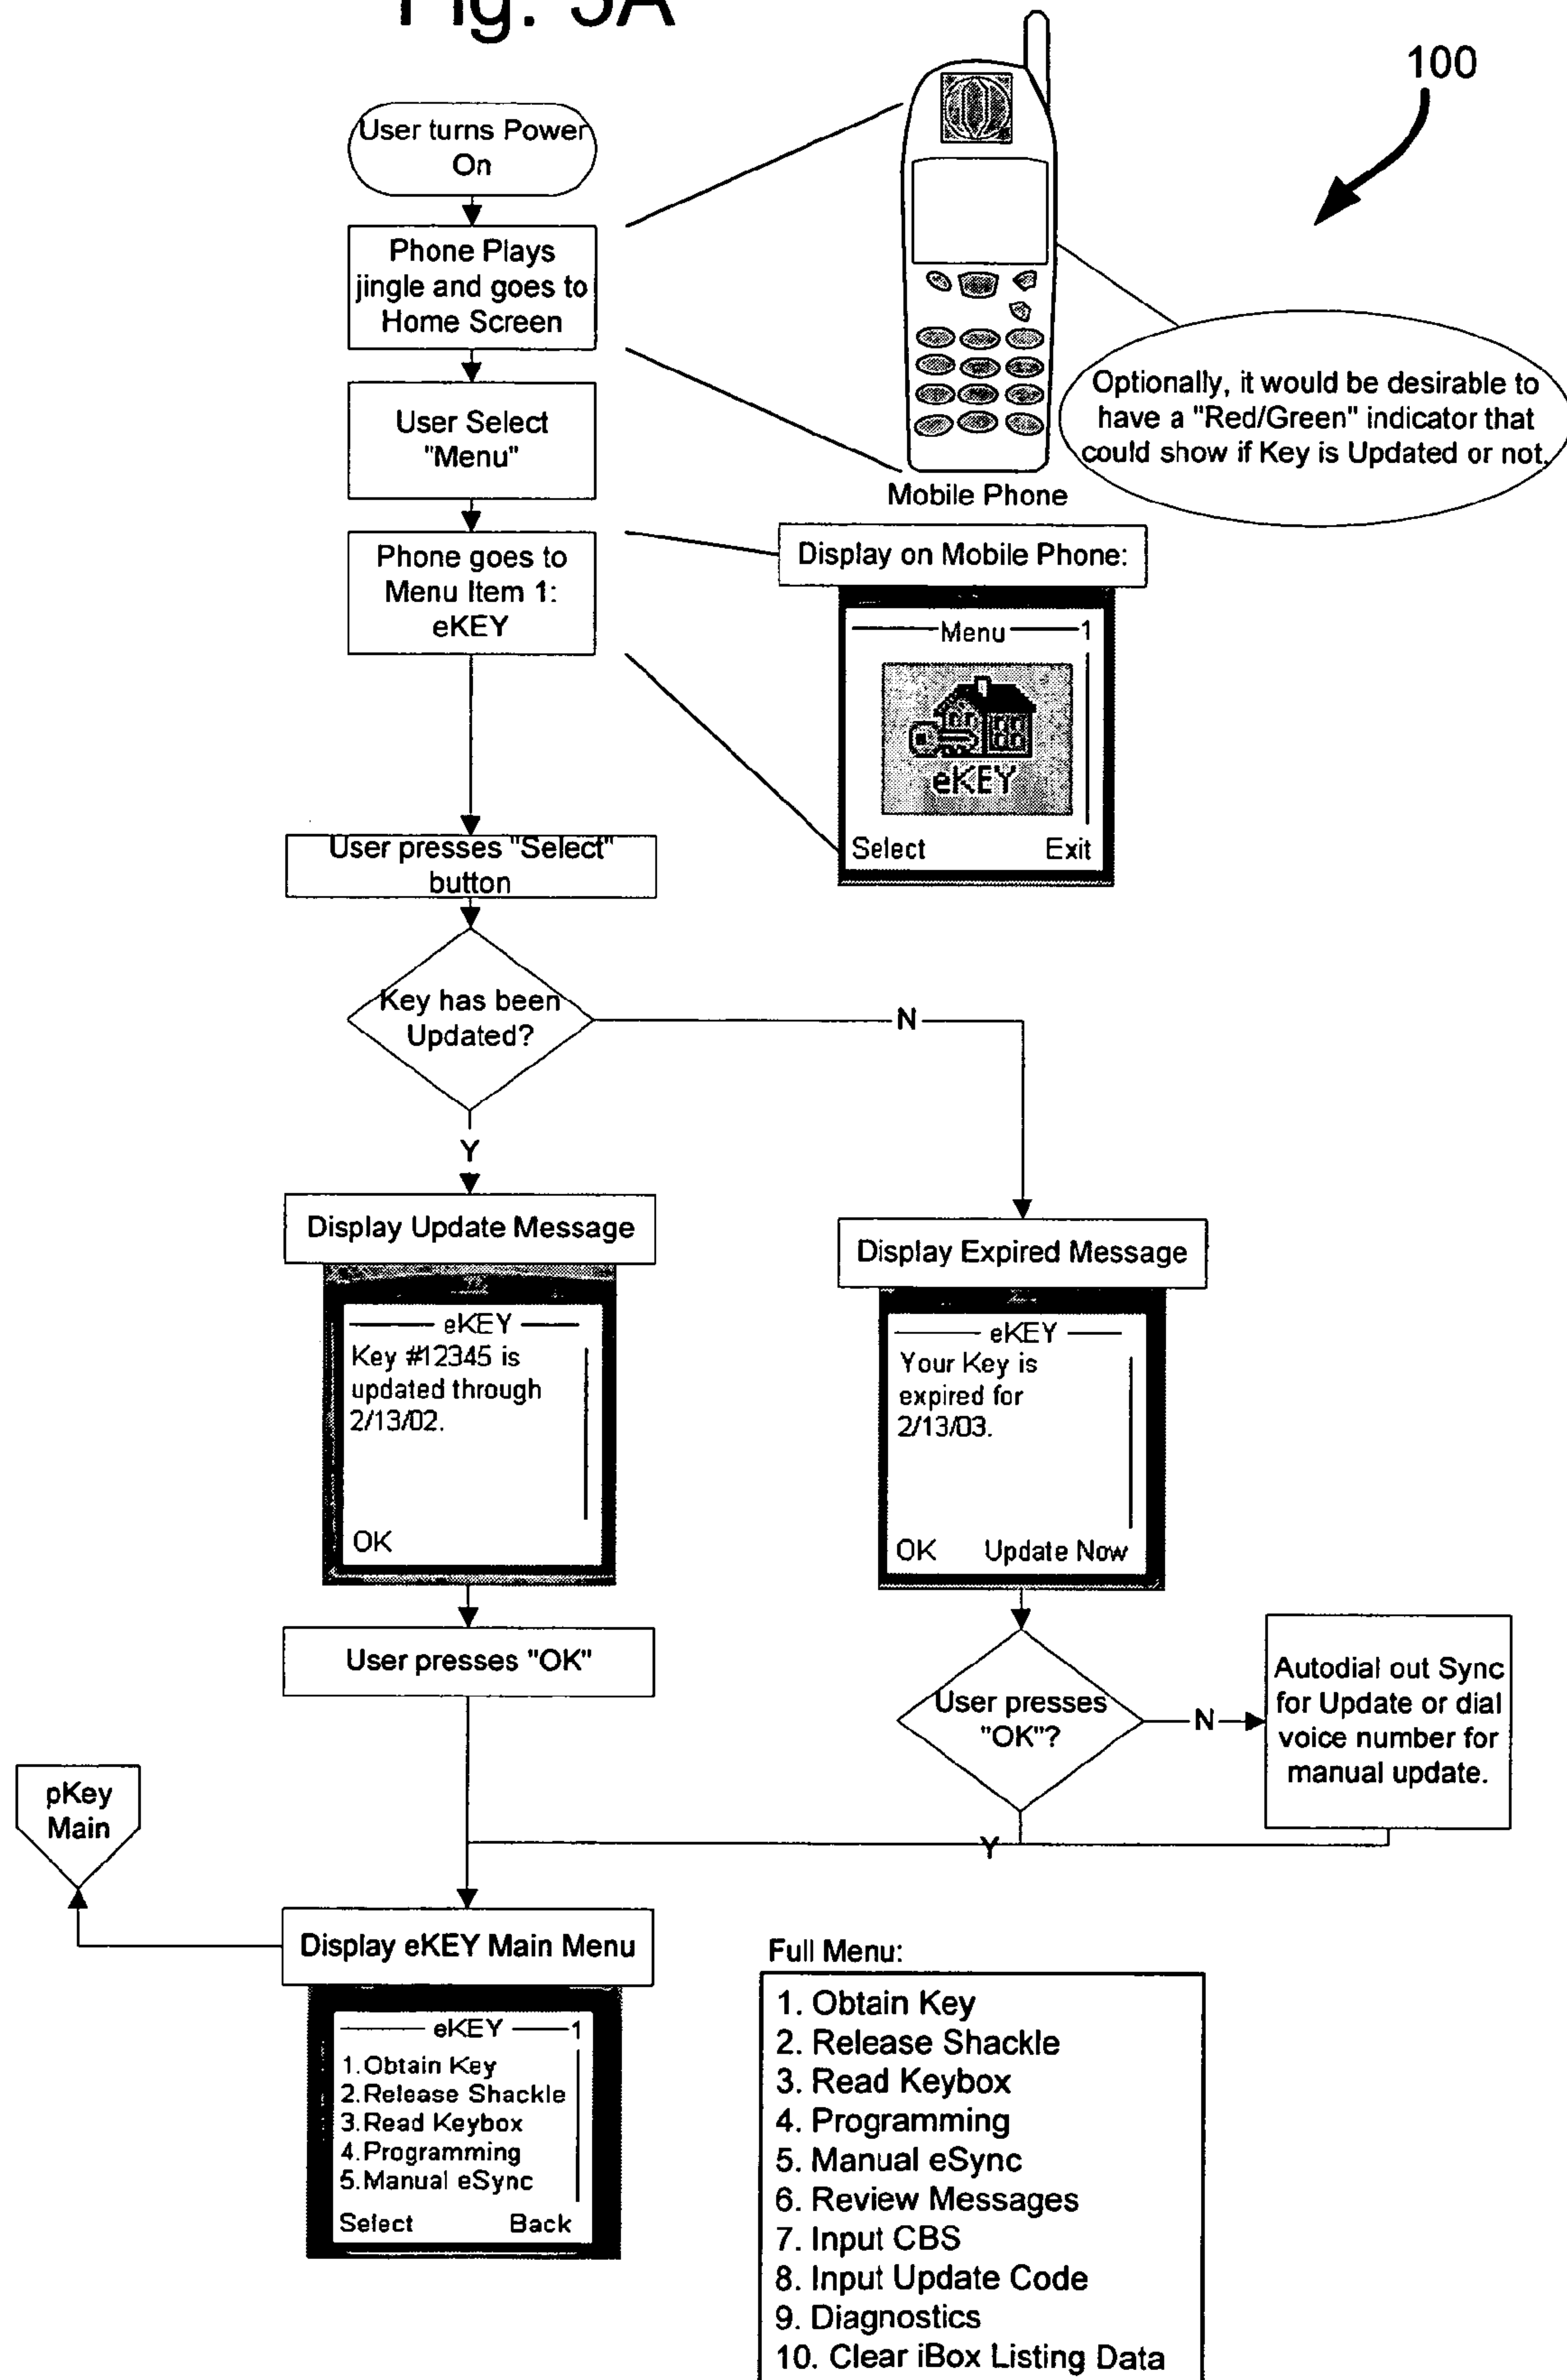 Fig. 5A
100
User turns Power
On
Phone Plays
jingle and goes to
Home Screen
User Select
"Menu"
Phone goes to
Menu Item 1:
eKEY
Mobile Phone
Optionally, it would be desirable to
have a "Red/Green" indicator that
could show if Key is Updated or not.
Display on Mobile Phone:
Menu 1
eKEY
Select Exit
User presses "Select"
button
Key has been
Updated?
N
Y
Display Update Message
eKEY
Key #12345 is
updated through
2/13/02.
OK
Display Expired Message
eKEY
Your Key is
expired for
2/13/03.
OK Update Now
User presses "OK"
User presses
"OK"?
N
Autodial out Sync
for Update or dial
voice number for
manual update.
Y
pKey
Main
Display eKEY Main Menu
eKEY 1
1.Obtain Key
2.Release Shackle
3.Read Keybox
4.Programming
5.Manual eSync
Select Back
Full Menu:
1. Obtain Key
2. Release Shackle
3. Read Keybox
4. Programming
5. Manual eSync
6. Review Messages
7. Input CBS
8. Input Update Code
9. Diagnostics
10. Clear iBox Listing Data